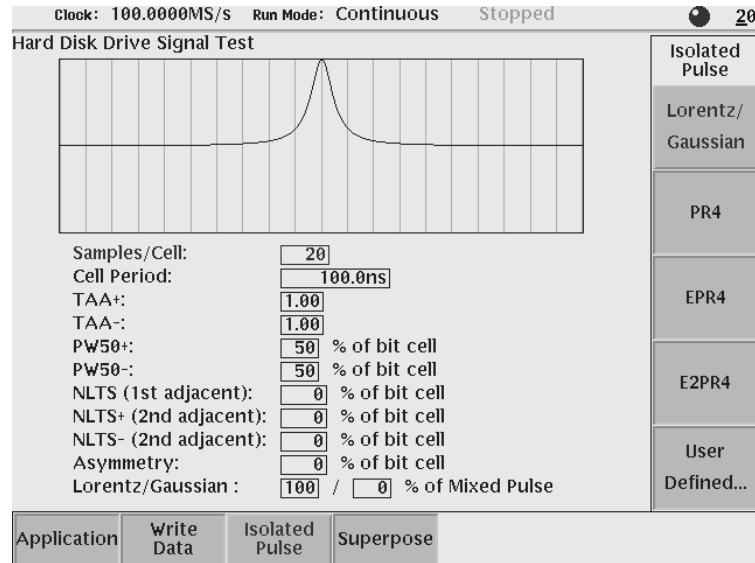 Clock: 100.0000MS/s Run Mode: Continuous Stopped 20
Hard Disk Drive Signal Test
Samples/Cell: 20
Cell Period: 100.0ns
TAA+: 1.00
TAA-: 1.00
PW50+: 50 % of bit cell
PW50-: 50 % of bit cell
NLTS (1st adjacent): 0 % of bit cell
NLTS+ (2nd adjacent): 0 % of bit cell
NLTS- (2nd adjacent): 0 % of bit cell
Asymmetry: 0 % of bit cell
Lorentz/Gaussian : 100 / 0 % of Mixed Pulse
Isolated
Pulse
Lorentz/
Gaussian
PR4
EPR4
E2PR4
User
Defined...
Application
Write
Data
Isolated
Pulse
Superpose